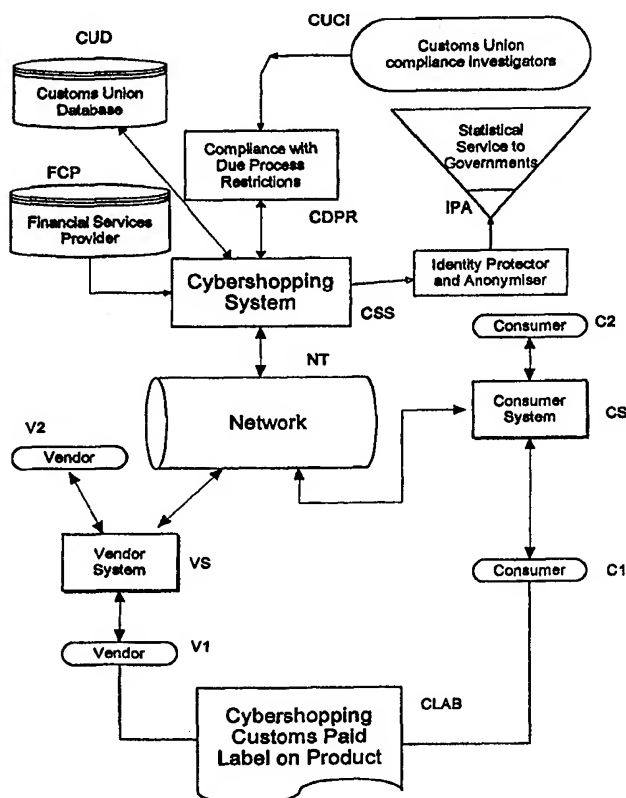 CUD
CUCI
Customs Union
compliance investigators
Customs Union
Database
Compliance with
Due Process
Restrictions
Statistical
Service to
Governments
FCP
IPA
Financial Services
Provider
CDPR
Cybershopping
System
Identity Protector
and Anonymiser
CSS
Consumer
C2
NT
Network
Consumer
System
CS
V2
Vendor
Vendor
System
VS
Consumer
C1
Vendor
V1
CLAB
Cybershopping
Customs Paid
Label on Product